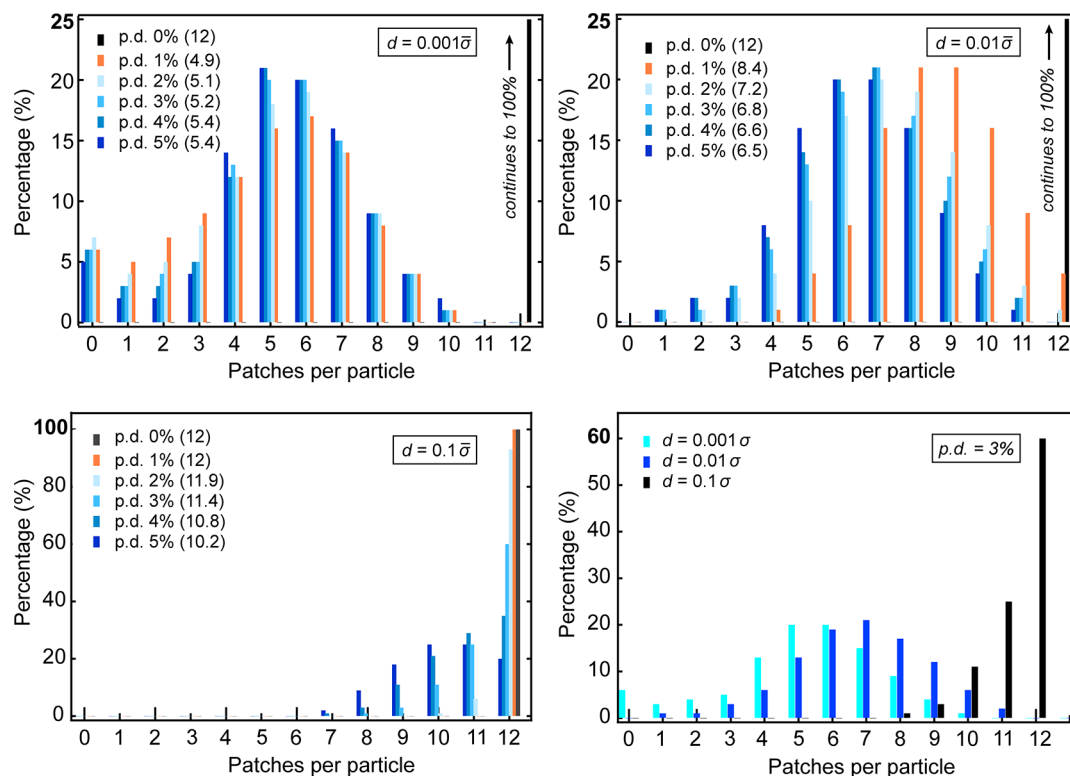 25
20
15
10
5
0
Percentage (%)
p.d. 0% (12)
p.d. 1% (4.9)
p.d. 2% (5.1)
p.d. 3% (5.2)
p.d. 4% (5.4)
p.d. 5% (5.4)
d = 0.001σ̅
continues to 100%
0 1 2 3 4 5 6 7 8 9 10 11 12
Patches per particle
25
20
15
10
5
0
Percentage (%)
p.d. 0% (12)
p.d. 1% (8.4)
p.d. 2% (7.2)
p.d. 3% (6.8)
p.d. 4% (6.6)
p.d. 5% (6.5)
d = 0.01σ̅
continues to 100%
0 1 2 3 4 5 6 7 8 9 10 11 12
Patches per particle
100
80
60
40
20
0
Percentage (%)
p.d. 0% (12)
p.d. 1% (12)
p.d. 2% (11.9)
p.d. 3% (11.4)
p.d. 4% (10.8)
p.d. 5% (10.2)
d = 0.1σ̅
0 1 2 3 4 5 6 7 8 9 10 11 12
Patches per particle
60
50
40
30
20
10
0
Percentage (%)
d = 0.001 σ
d = 0.01 σ
d = 0.1 σ
p.d. = 3%
0 1 2 3 4 5 6 7 8 9 10 11 12
Patches per particle